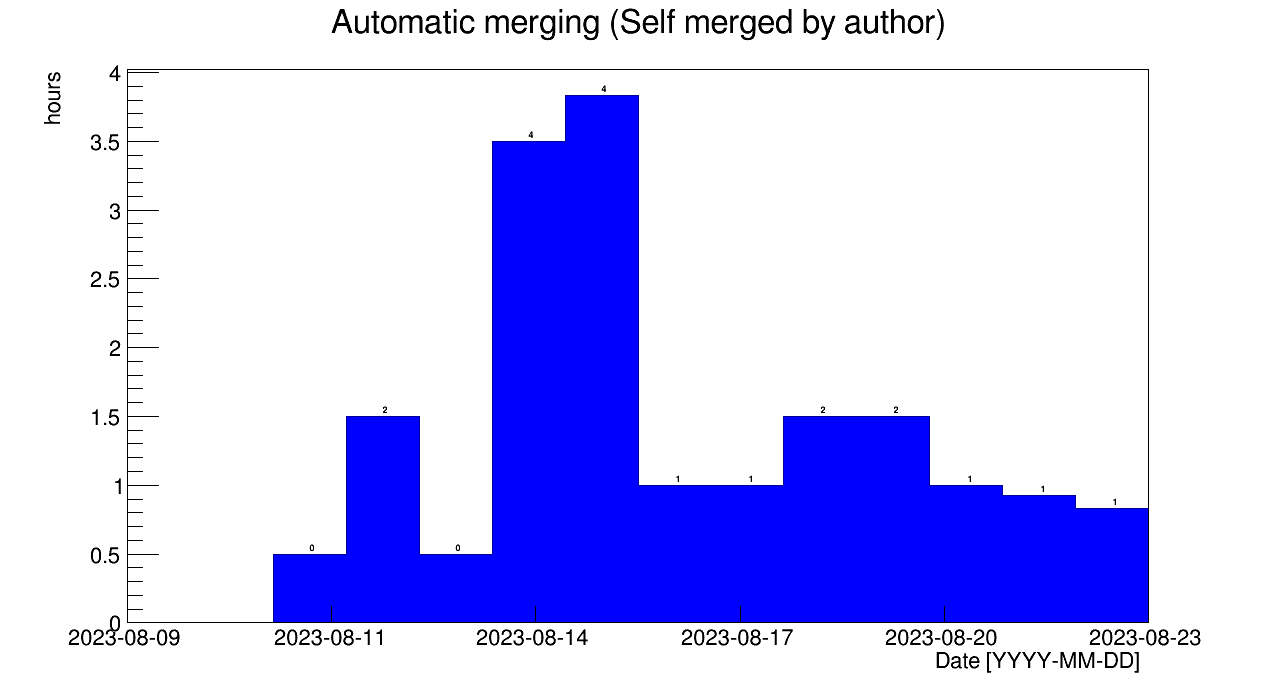 Automatic merging (Self merged by author)
hours
4
3.5
3
2.5
2
1.5
1
0.5
0
0 2 0 4 4 1 1 2 2 1 1 1
2023-08-09 2023-08-11 2023-08-14 2023-08-17 2023-08-20 2023-08-23
Date [YYYY-MM-DD]